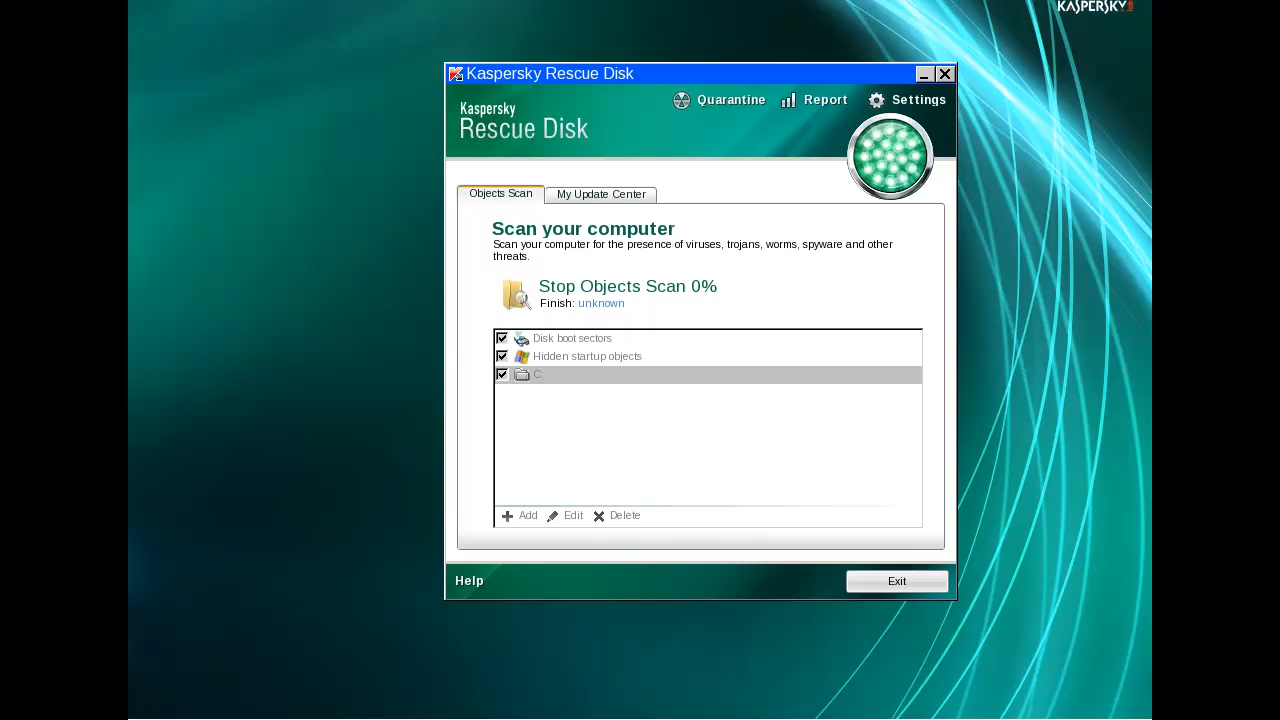 KASPERSKY
Kaspersky Rescue Disk
Quarantine Report Settings
Kaspersky
Rescue Disk
Objects Scan My Update Center
Scan your computer
Scan your computer for the presence of viruses, trojans, worms, spyware and other
threats.
Stop Objects Scan 0%
Finish: unknown
Disk boot sectors
Hidden startup objects
C:
Add Edit Delete
Help Exit